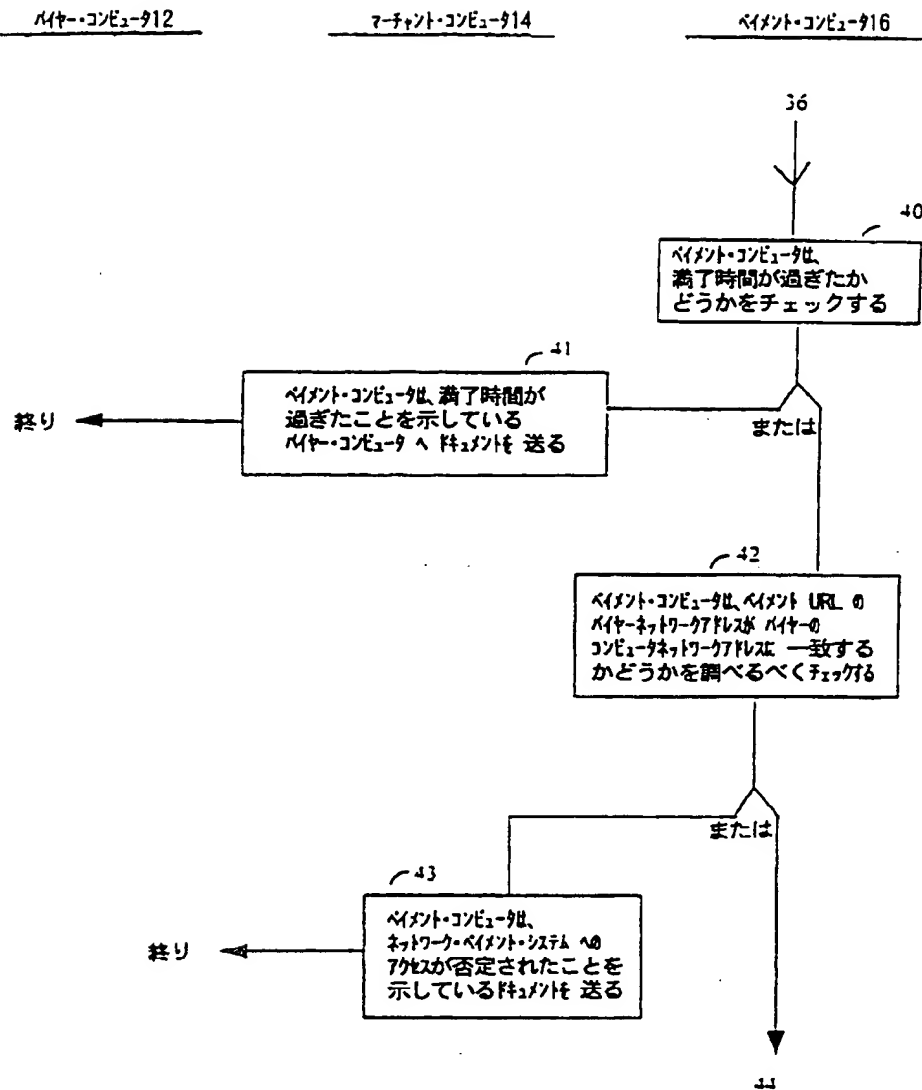 バイヤー・コンピュータ12
マーチャント・コンピュータ14
ペイメント・コンピュータ16
36
40
ペイメント・コンピュータは、
満了時間が過ぎたか
どうかをチェックする
41
ペイメント・コンピュータは、満了時間が
過ぎたことを示している
バイヤー・コンピュータ へ ドキュメントを 送る
終り
または
42
ペイメント・コンピュータは、ペイメント URL の
バイヤーネットワークアドレスが バイヤーの
コンピュータネットワークアドレスに 一致する
かどうかを調べるべくチェックする
または
43
ペイメント・コンピュータは、
ネットワーク・ペイメント・システム への
アクセスが否定されたことを
示しているドキュメントを 送る
終り
44